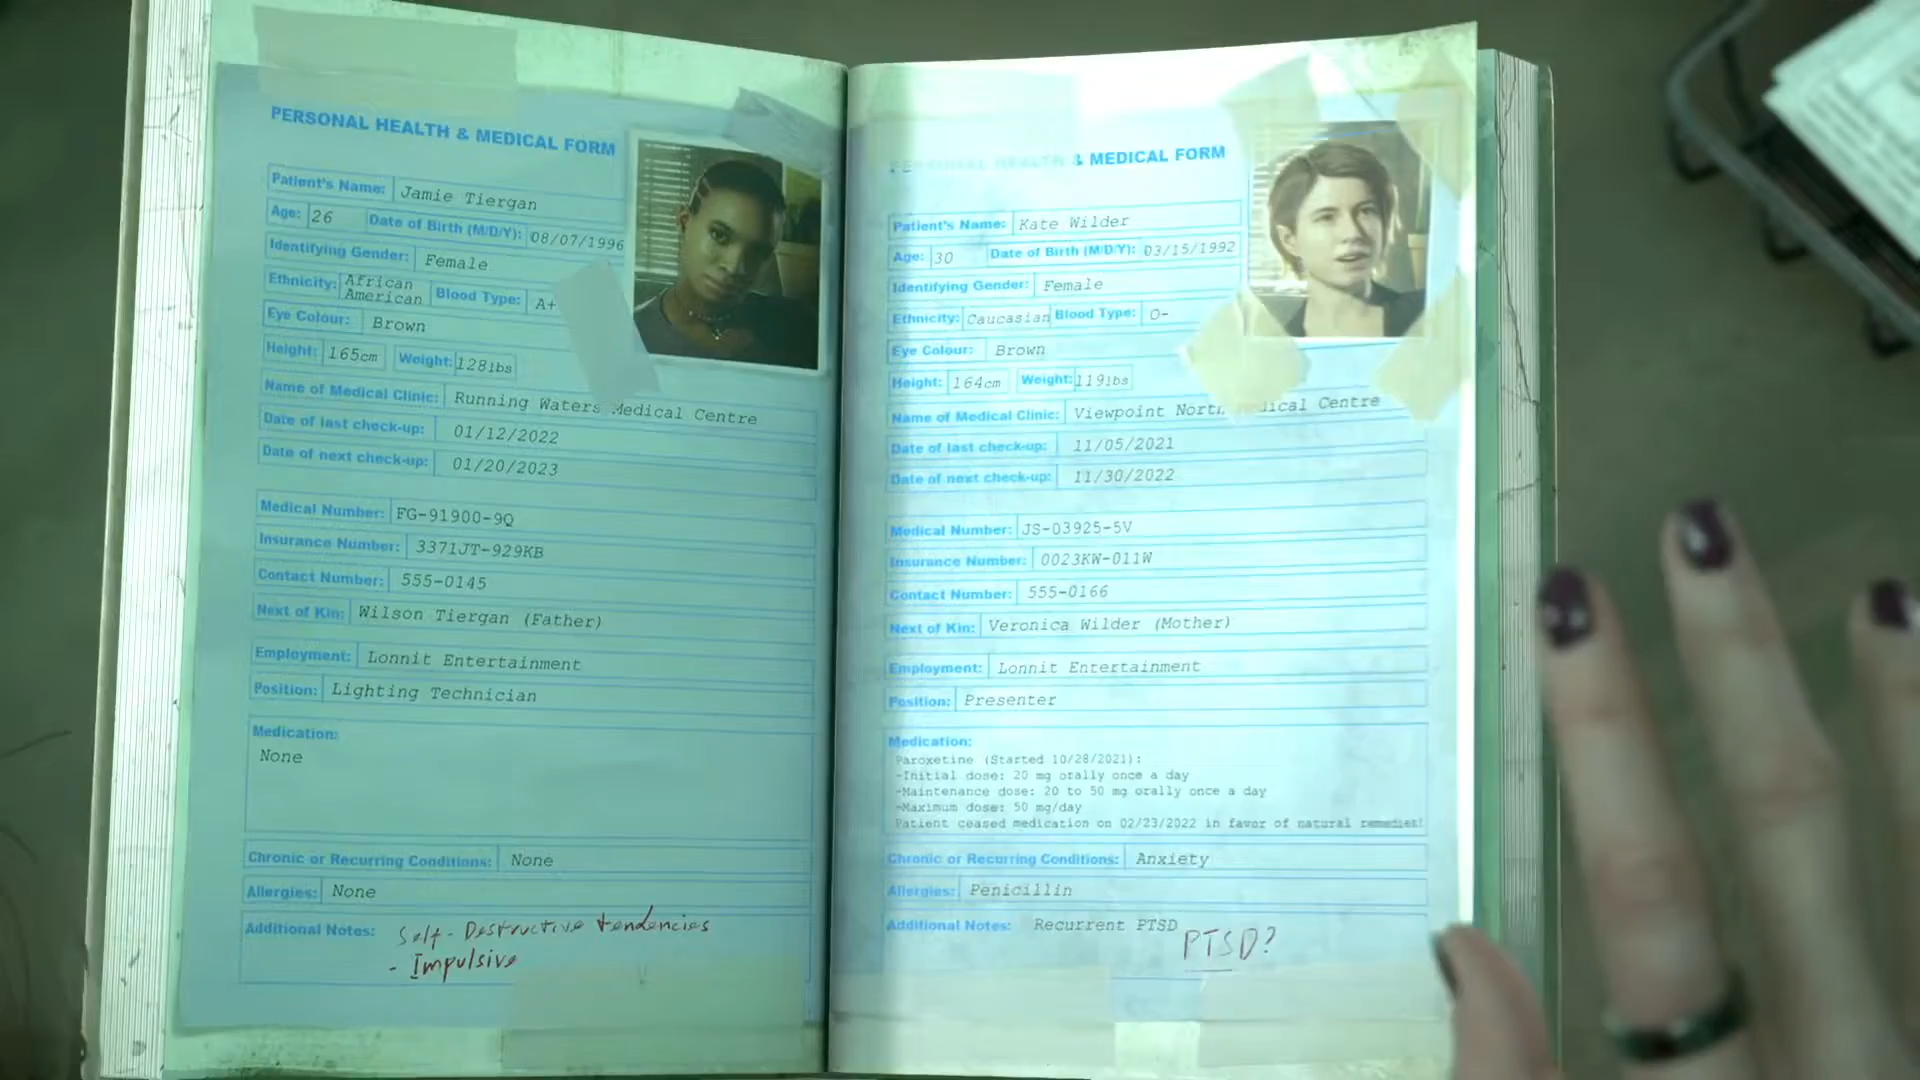 PERSONAL HEALTH & MEDICAL FORM
Patient's Name: Jamie Tiergan
Age: 26 Date of Birth (M/D/Y): 08/07/1996
Identifying Gender: Female
Ethnicity: African American Blood Type: A+
Eye Colour: Brown
Height: 165cm Weight: 128lbs
Name of Medical Clinic: Running Waters Medical Centre
Date of last check-up: 01/12/2022
Date of next check-up: 01/20/2023
Medical Number: FG-91900-9Q
Insurance Number: 3371JT-929KB
Contact Number: 555-0145
Next of Kin: Wilson Tiergan (Father)
Employment: Lonnit Entertainment
Position: Lighting Technician
Medication:
None
Chronic or Recurring Conditions: None
Allergies: None
Additional Notes: Self-Destructive tendencies
- Impulsive
PERSONAL HEALTH & MEDICAL FORM
Patient's Name: Kate Wilder
Age: 30 Date of Birth (M/D/Y): 03/15/1992
Identifying Gender: Female
Ethnicity: Caucasian Blood Type: O-
Eye Colour: Brown
Height: 164cm Weight: 119lbs
Name of Medical Clinic: Viewpoint North Medical Centre
Date of last check-up: 11/05/2021
Date of next check-up: 11/30/2022
Medical Number: JS-03925-5V
Insurance Number: 0023KW-011W
Contact Number: 555-0166
Next of Kin: Veronica Wilder (Mother)
Employment: Lonnit Entertainment
Position: Presenter
Medication:
Paroxetine (Started 10/28/2021):
-Initial dose: 20 mg orally once a day
-Maintenance dose: 20 to 50 mg orally once a day
-Maximum dose: 50 mg/day
Patient ceased medication on 02/23/2022 in favor of natural remedies!
Chronic or Recurring Conditions: Anxiety
Allergies: Penicillin
Additional Notes: Recurrent PTSD
PTSD?